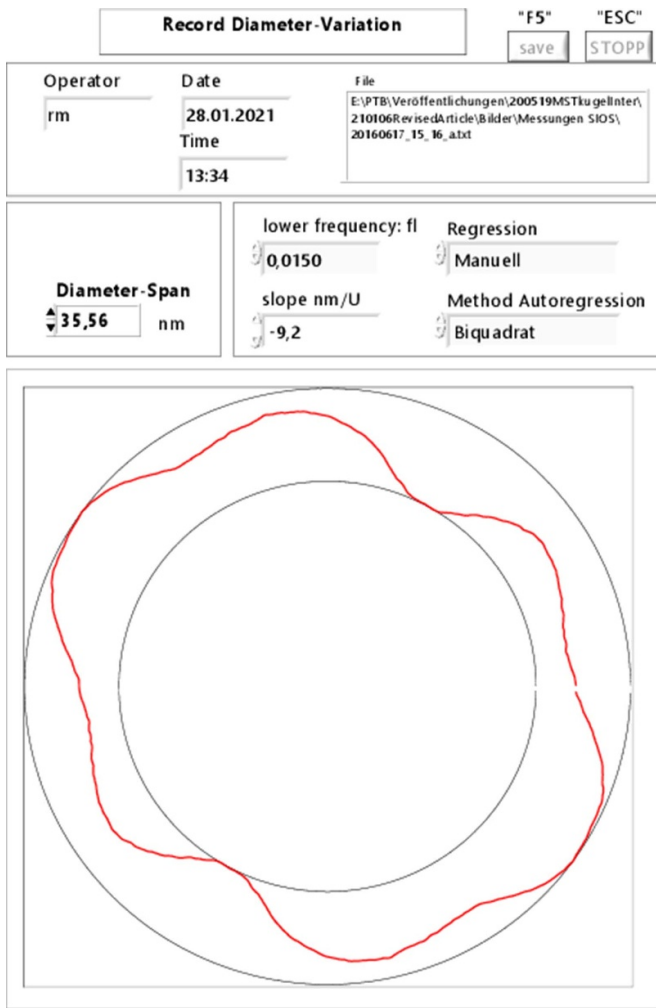 Record Diameter-Variation
"F5"
"ESC"
save
STOPP
Operator
rm
Date
28.01.2021
Time
13:34
File
E:\PTB\Veröffentlichungen\200519MSTkugelInter\
210106RevisedArticle\Bilder\Messungen SIOS\
20160617_15_16_a.txt
Diameter-Span
35,56 nm
lower frequency: fl
0,0150
slope nm/U
-9,2
Regression
Manuell
Method Autoregression
Biquadrat